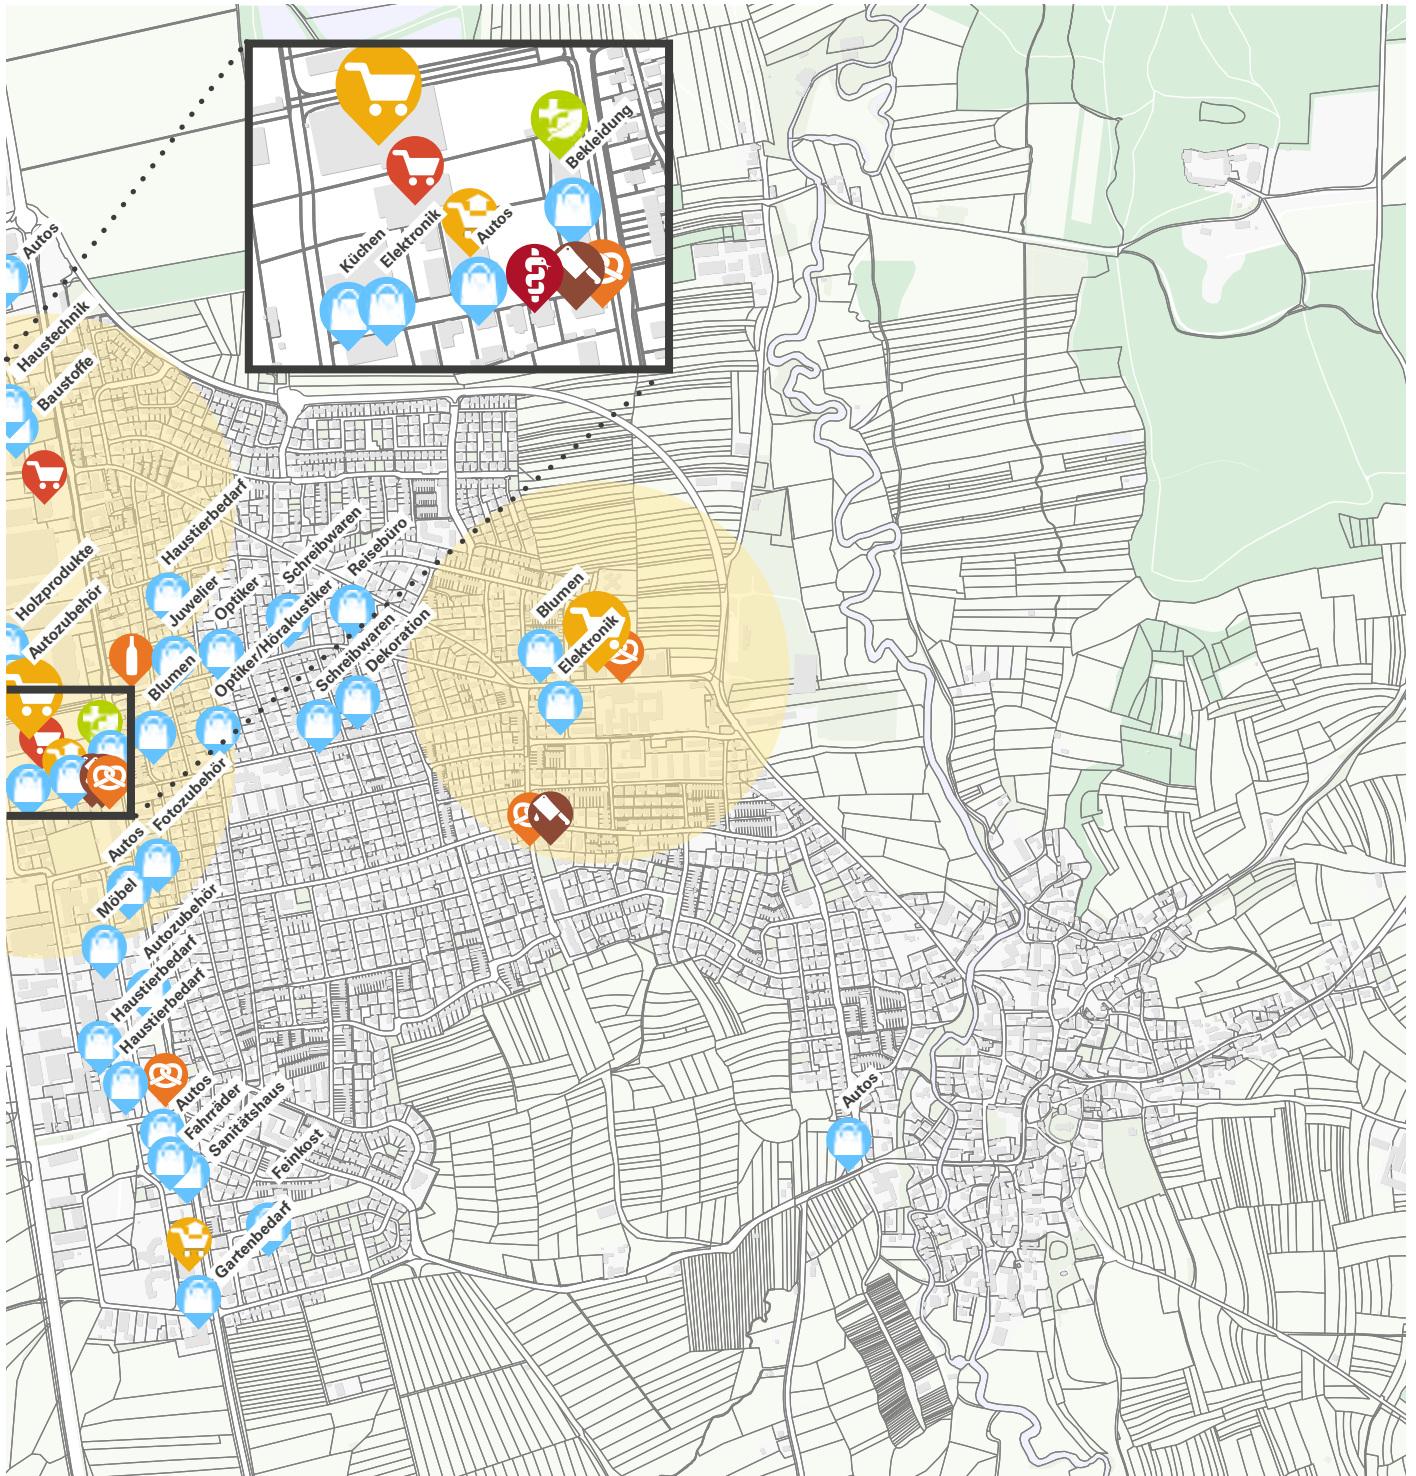 Bekleidung
Autos
Elektronik
Küchen
Autos
Haustechnik
Baustoffe
Haustierbedarf
Schreibwaren
Reisebüro
Holzprodukte
Autozubehör
Juwelier
Optiker
Blumen
Optiker/Hörakustiker
Schreibwaren
Dekoration
Blumen
Elektronik
Fotozubehör
Autos
Möbel
Autozubehör
Haustierbedarf
Haustierbedarf
Autos
Fahrräder
Sanitätshaus
Feinkost
Gartenbedarf
Autos